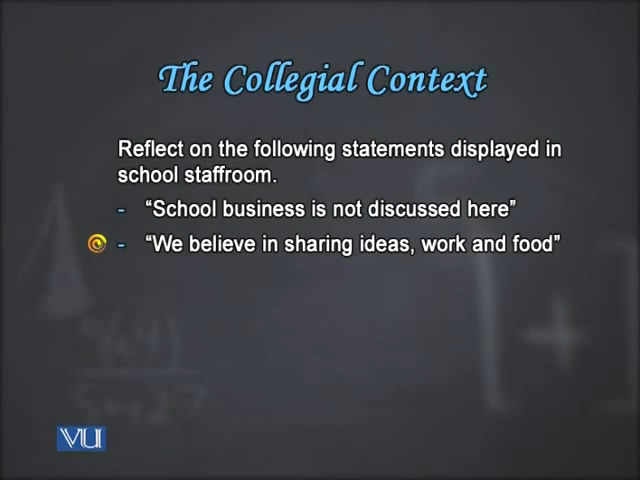 The Collegial Context
Reflect on the following statements displayed in
school staffroom.
- “School business is not discussed here”
- “We believe in sharing ideas, work and food”
VU